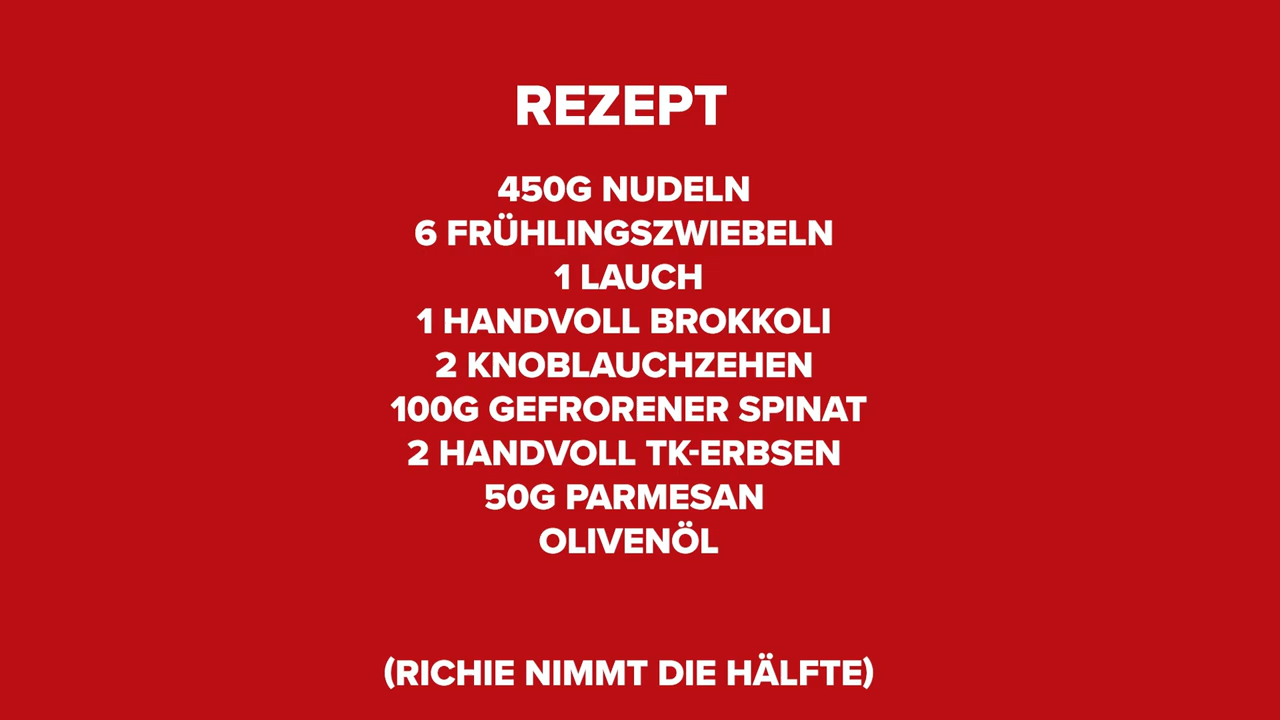 REZEPT
450G NUDELN
6 FRÜHLINGSZWIEBELN
1 LAUCH
1 HANDVOLL BROKKOLI
2 KNOBLAUCHZEHEN
100G GEFRORENER SPINAT
2 HANDVOLL TK-ERBSEN
50G PARMESAN
OLIVENÖL
(RICHIE NIMMT DIE HÄLFTE)